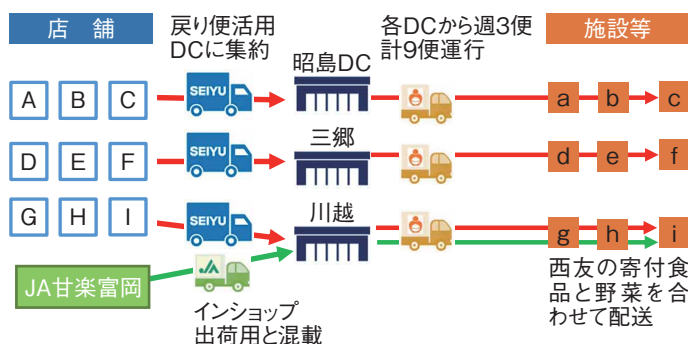 店　舗
戻り便活用
DCに集約
各DCから週3便
計9便運行
施設等
昭島DC
A B C
SEIYU
a b c
三郷
D E F
SEIYU
d e f
川越
G H I
SEIYU
g h i
JA甘楽富岡
JA
インショップ
出荷用と混載
西友の寄付食
品と野菜を合
わせて配送